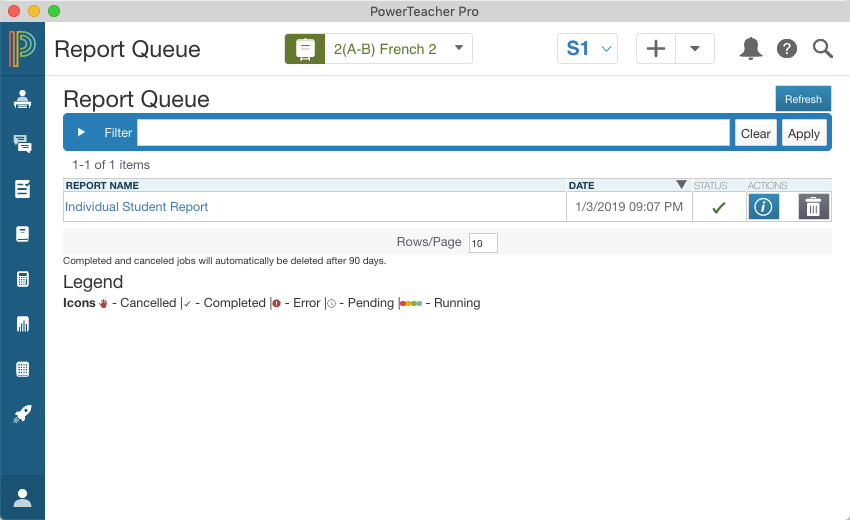 PowerTeacher Pro
Report Queue
2(A-B) French 2
S1
Report Queue
Refresh
Filter
Clear
Apply
1-1 of 1 items
REPORT NAME DATE STATUS ACTIONS
Individual Student Report 1/3/2019 09:07 PM
Rows/Page 10
Completed and canceled jobs will automatically be deleted after 90 days.
Legend
Icons - Cancelled | - Completed | - Error | - Pending | - Running